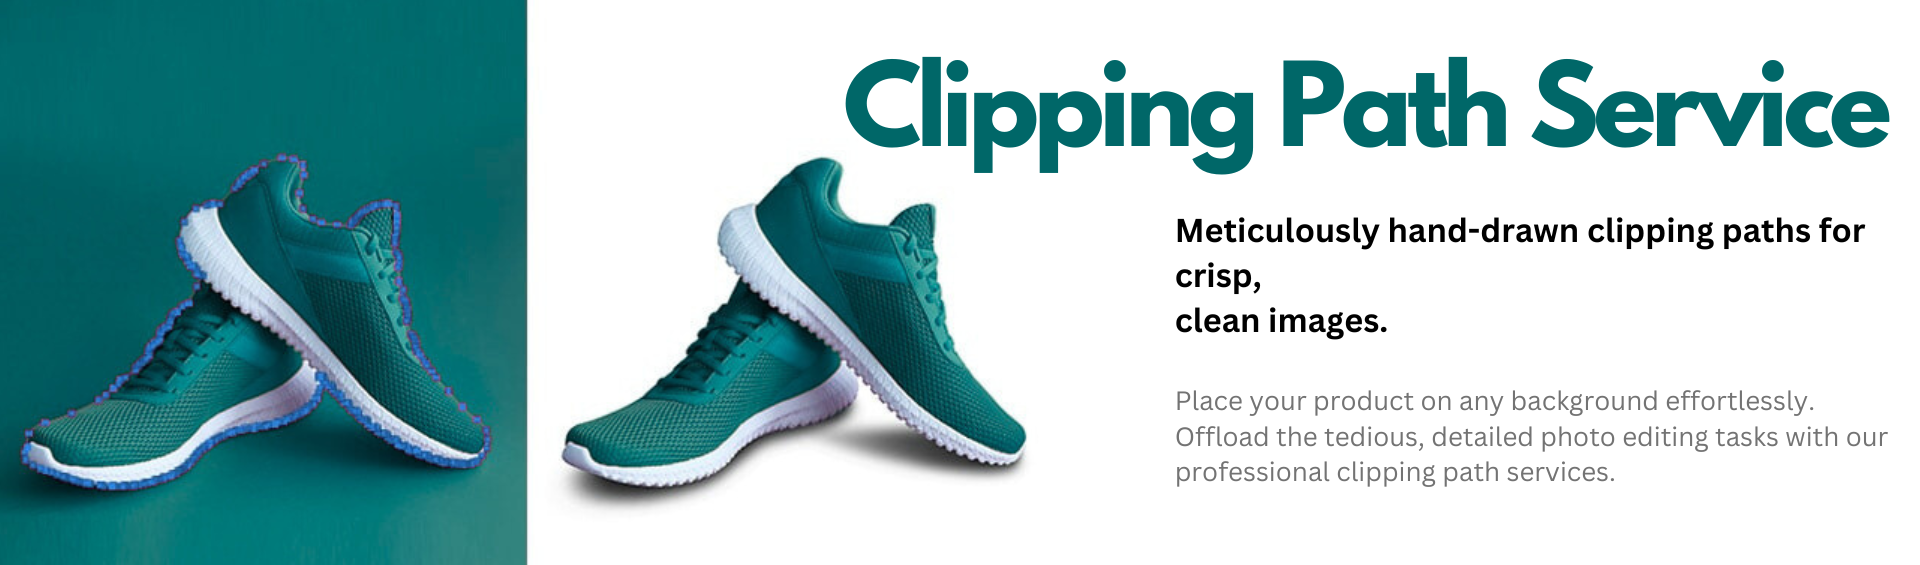 Clipping Path Service
Meticulously hand-drawn clipping paths for
crisp,
clean images.
Place your product on any background effortlessly.
Offload the tedious, detailed photo editing tasks with our
professional clipping path services.